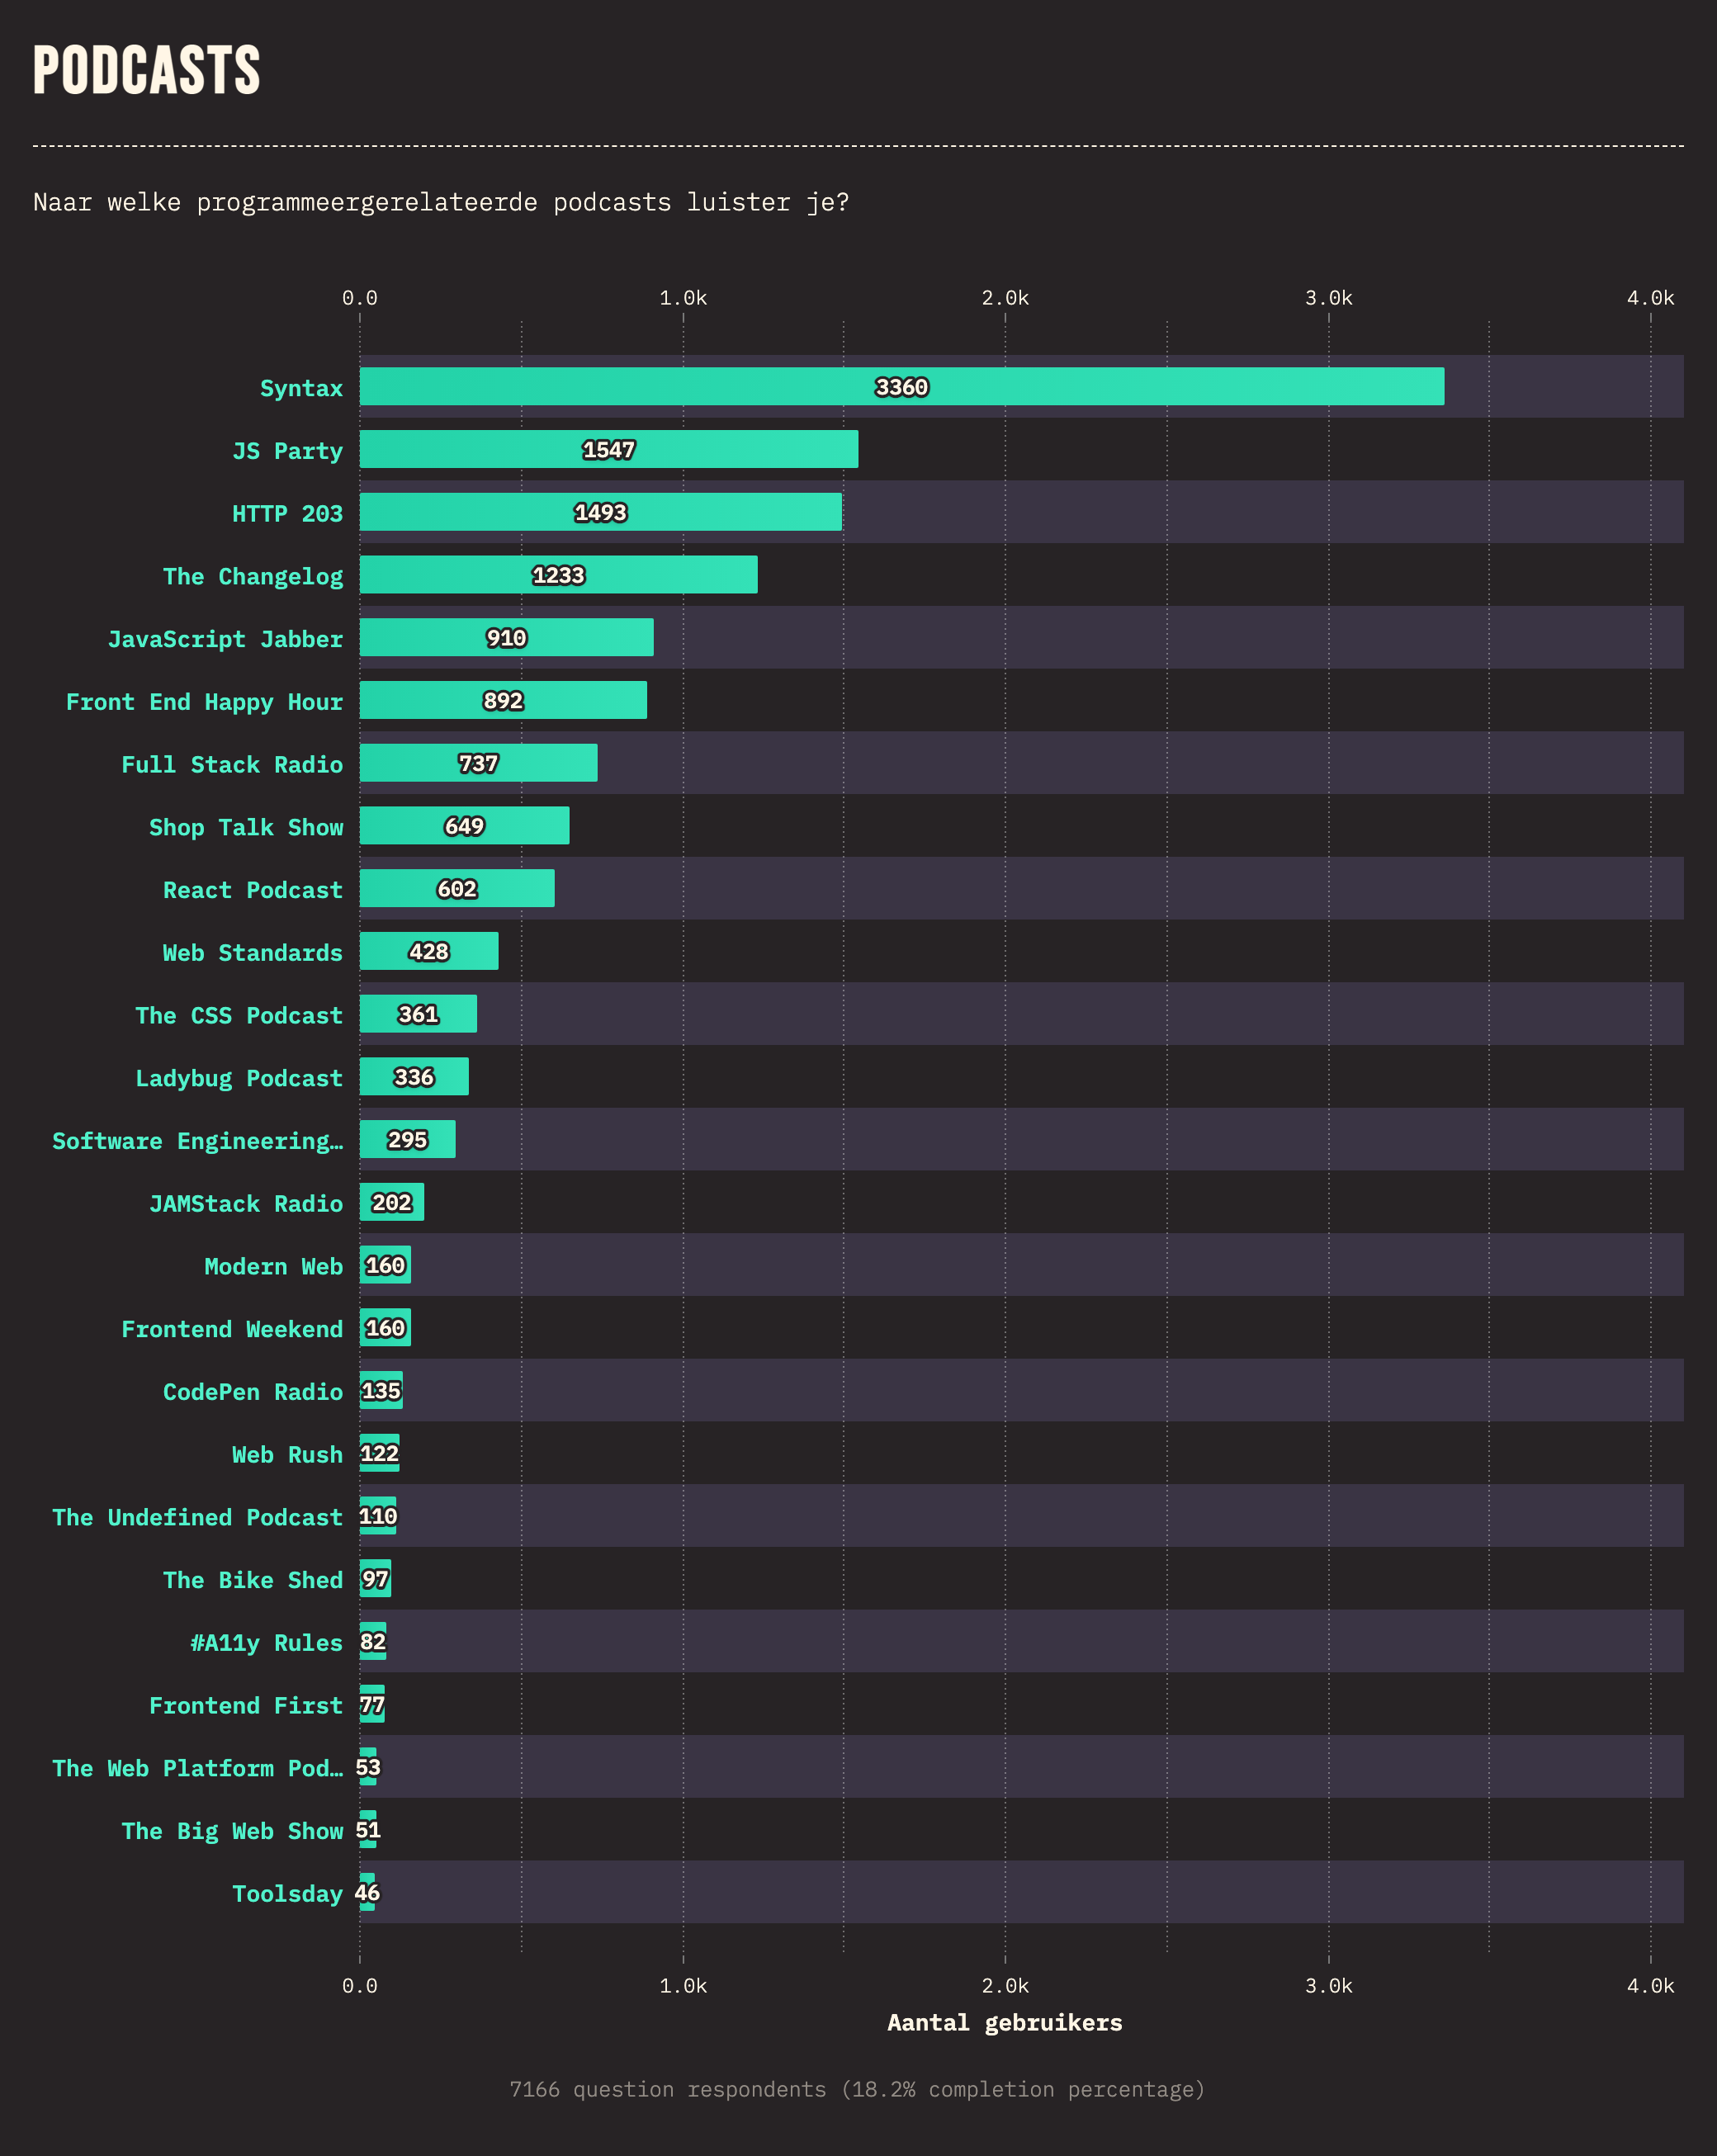 PODCASTS
Naar welke programmeergerelateerde podcasts luister je?
0.0 1.0k 2.0k 3.0k 4.0k
Syntax 3360
JS Party 1547
HTTP 203 1493
The Changelog 1233
JavaScript Jabber 910
Front End Happy Hour 892
Full Stack Radio 737
Shop Talk Show 649
React Podcast 602
Web Standards 428
The CSS Podcast 361
Ladybug Podcast 336
Software Engineering… 295
JAMStack Radio 202
Modern Web 160
Frontend Weekend 160
CodePen Radio 135
Web Rush 122
The Undefined Podcast 110
The Bike Shed 97
#A11y Rules 82
Frontend First 77
The Web Platform Pod… 53
The Big Web Show 51
Toolsday 46
0.0 1.0k 2.0k 3.0k 4.0k
Aantal gebruikers
7166 question respondents (18.2% completion percentage)